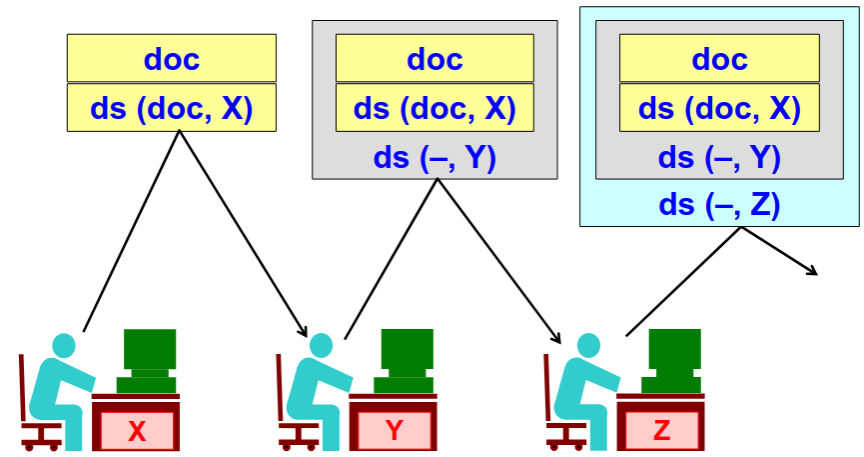 doc
ds (doc, X)
doc
ds (doc, X)
ds (–, Y)
doc
ds (doc, X)
ds (–, Y)
ds (–, Z)
X
Y
Z